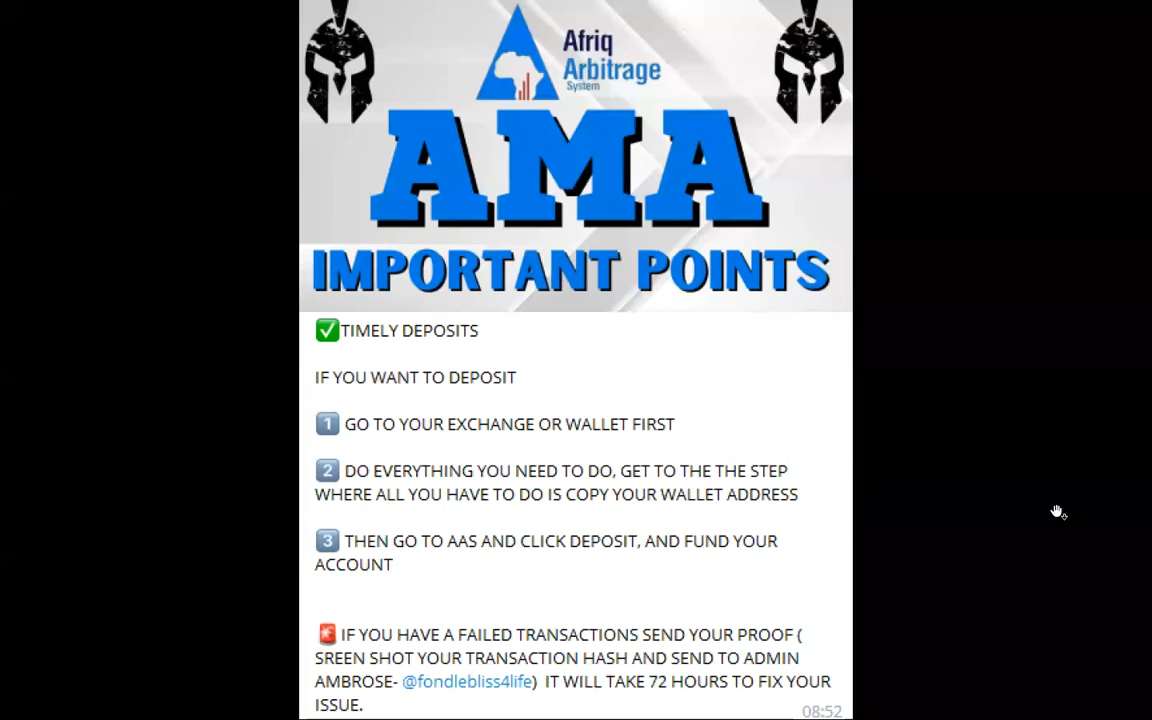 Afriq
Arbitrage
System
AMA
IMPORTANT POINTS
✅TIMELY DEPOSITS
IF YOU WANT TO DEPOSIT
1️⃣ GO TO YOUR EXCHANGE OR WALLET FIRST
2️⃣ DO EVERYTHING YOU NEED TO DO, GET TO THE THE STEP
WHERE ALL YOU HAVE TO DO IS COPY YOUR WALLET ADDRESS
3️⃣ THEN GO TO AAS AND CLICK DEPOSIT, AND FUND YOUR
ACCOUNT
🚨 IF YOU HAVE A FAILED TRANSACTIONS SEND YOUR PROOF (
SREEN SHOT YOUR TRANSACTION HASH AND SEND TO ADMIN
AMBROSE- @fondlebliss4life)  IT WILL TAKE 72 HOURS TO FIX YOUR
ISSUE.
08:52